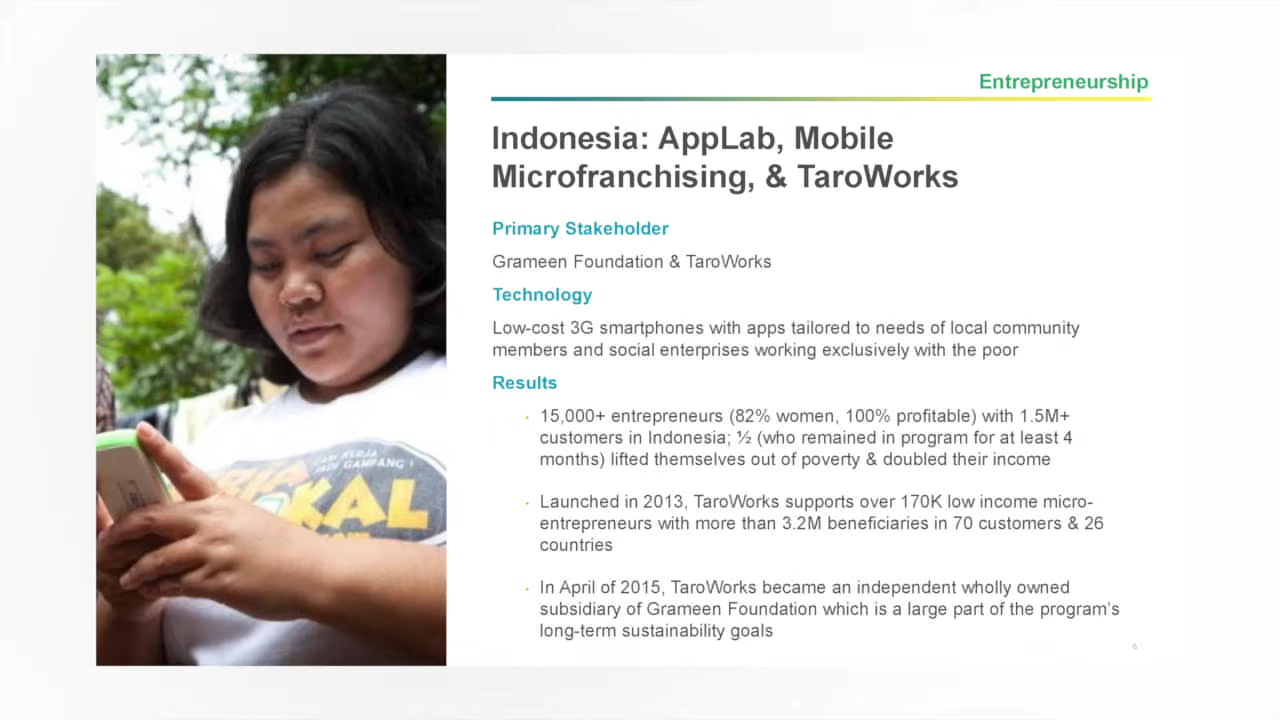 Entrepreneurship
Indonesia: AppLab, Mobile
Microfranchising, & TaroWorks
Primary Stakeholder
Grameen Foundation & TaroWorks
Technology
Low-cost 3G smartphones with apps tailored to needs of local community
members and social enterprises working exclusively with the poor
Results
· 15,000+ entrepreneurs (82% women, 100% profitable) with 1.5M+
customers in Indonesia; ½ (who remained in program for at least 4
months) lifted themselves out of poverty & doubled their income
· Launched in 2013, TaroWorks supports over 170K low income micro-
entrepreneurs with more than 3.2M beneficiaries in 70 customers & 26
countries
· In April of 2015, TaroWorks became an independent wholly owned
subsidiary of Grameen Foundation which is a large part of the program's
long-term sustainability goals
6
KERJA
JADI GAMPANG !